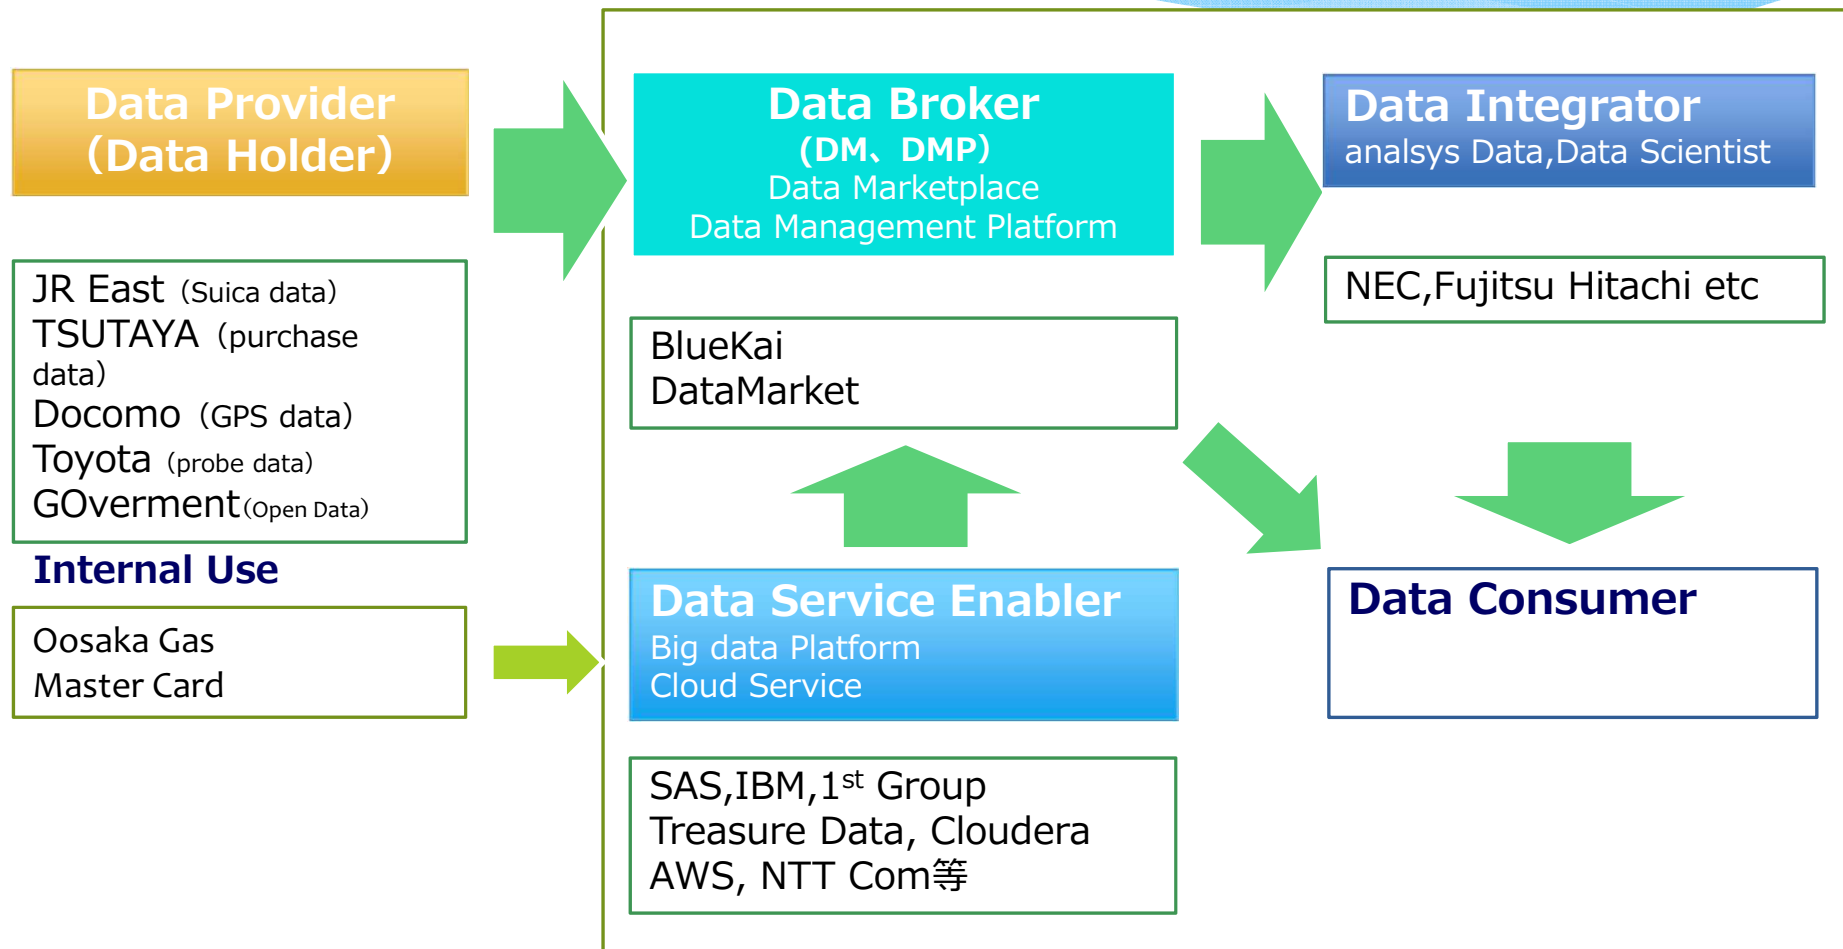 Data Provider
（Data Holder）
JR East（Suica data）
TSUTAYA（purchase
data）
Docomo（GPS data）
Toyota（probe data）
GOverment（Open Data）
Internal Use
Oosaka Gas
Master Card
Data Broker
(DM、DMP）
Data Marketplace
Data Management Platform
BlueKai
DataMarket
Data Service Enabler
Big data Platform
Cloud Service
SAS,IBM,1st Group
Treasure Data, Cloudera
AWS, NTT Com等
Data Integrator
analsys Data,Data Scientist
NEC,Fujitsu Hitachi etc
Data Consumer